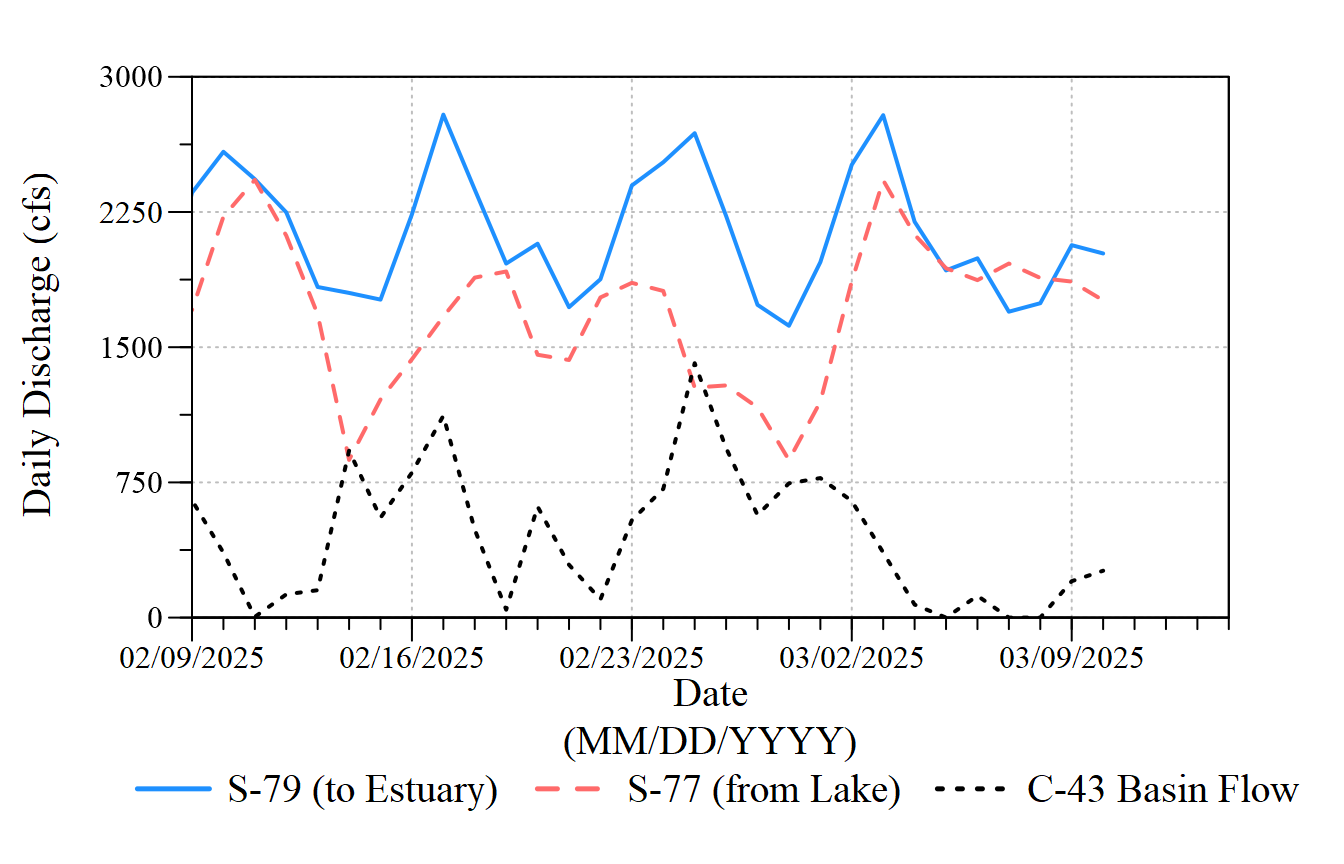 Daily Discharge (cfs)
3000
2250
1500
750
0
02/09/2025 02/16/2025 02/23/2025 03/02/2025 03/09/2025
Date
(MM/DD/YYYY)
S-79 (to Estuary) S-77 (from Lake) C-43 Basin Flow